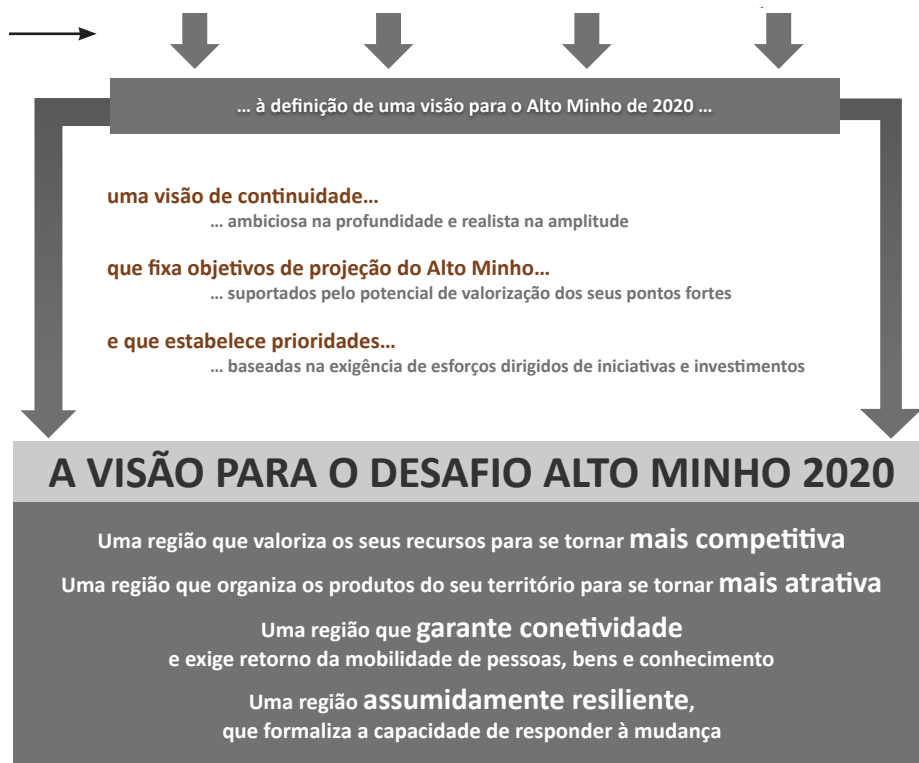 ... à definição de uma visão para o Alto Minho de 2020 ...
uma visão de continuidade...
... ambiciosa na profundidade e realista na amplitude
que fixa objetivos de projeção do Alto Minho...
... suportados pelo potencial de valorização dos seus pontos fortes
e que estabelece prioridades...
... baseadas na exigência de esforços dirigidos de iniciativas e investimentos
A VISÃO PARA O DESAFIO ALTO MINHO 2020
Uma região que valoriza os seus recursos para se tornar mais competitiva
Uma região que organiza os produtos do seu território para se tornar mais atrativa
Uma região que garante conetividade
e exige retorno da mobilidade de pessoas, bens e conhecimento
Uma região assumidamente resiliente,
que formaliza a capacidade de responder à mudança